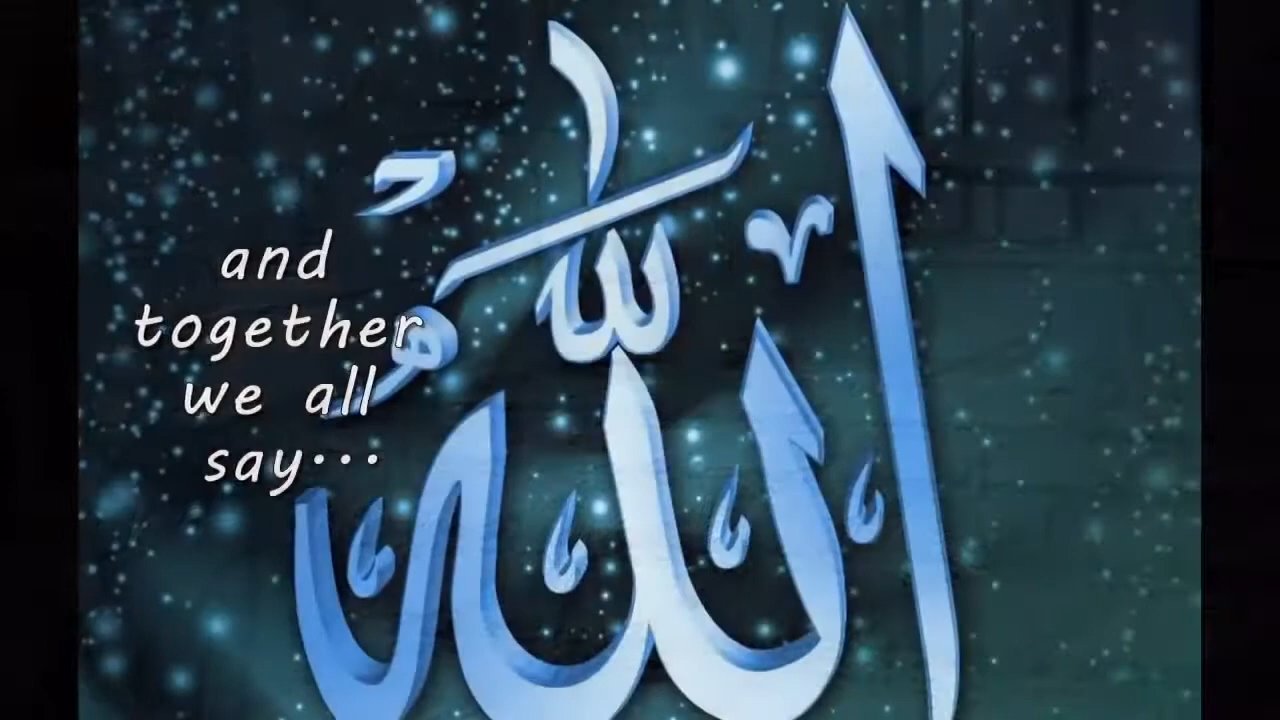 الله
and
together
we all
say...